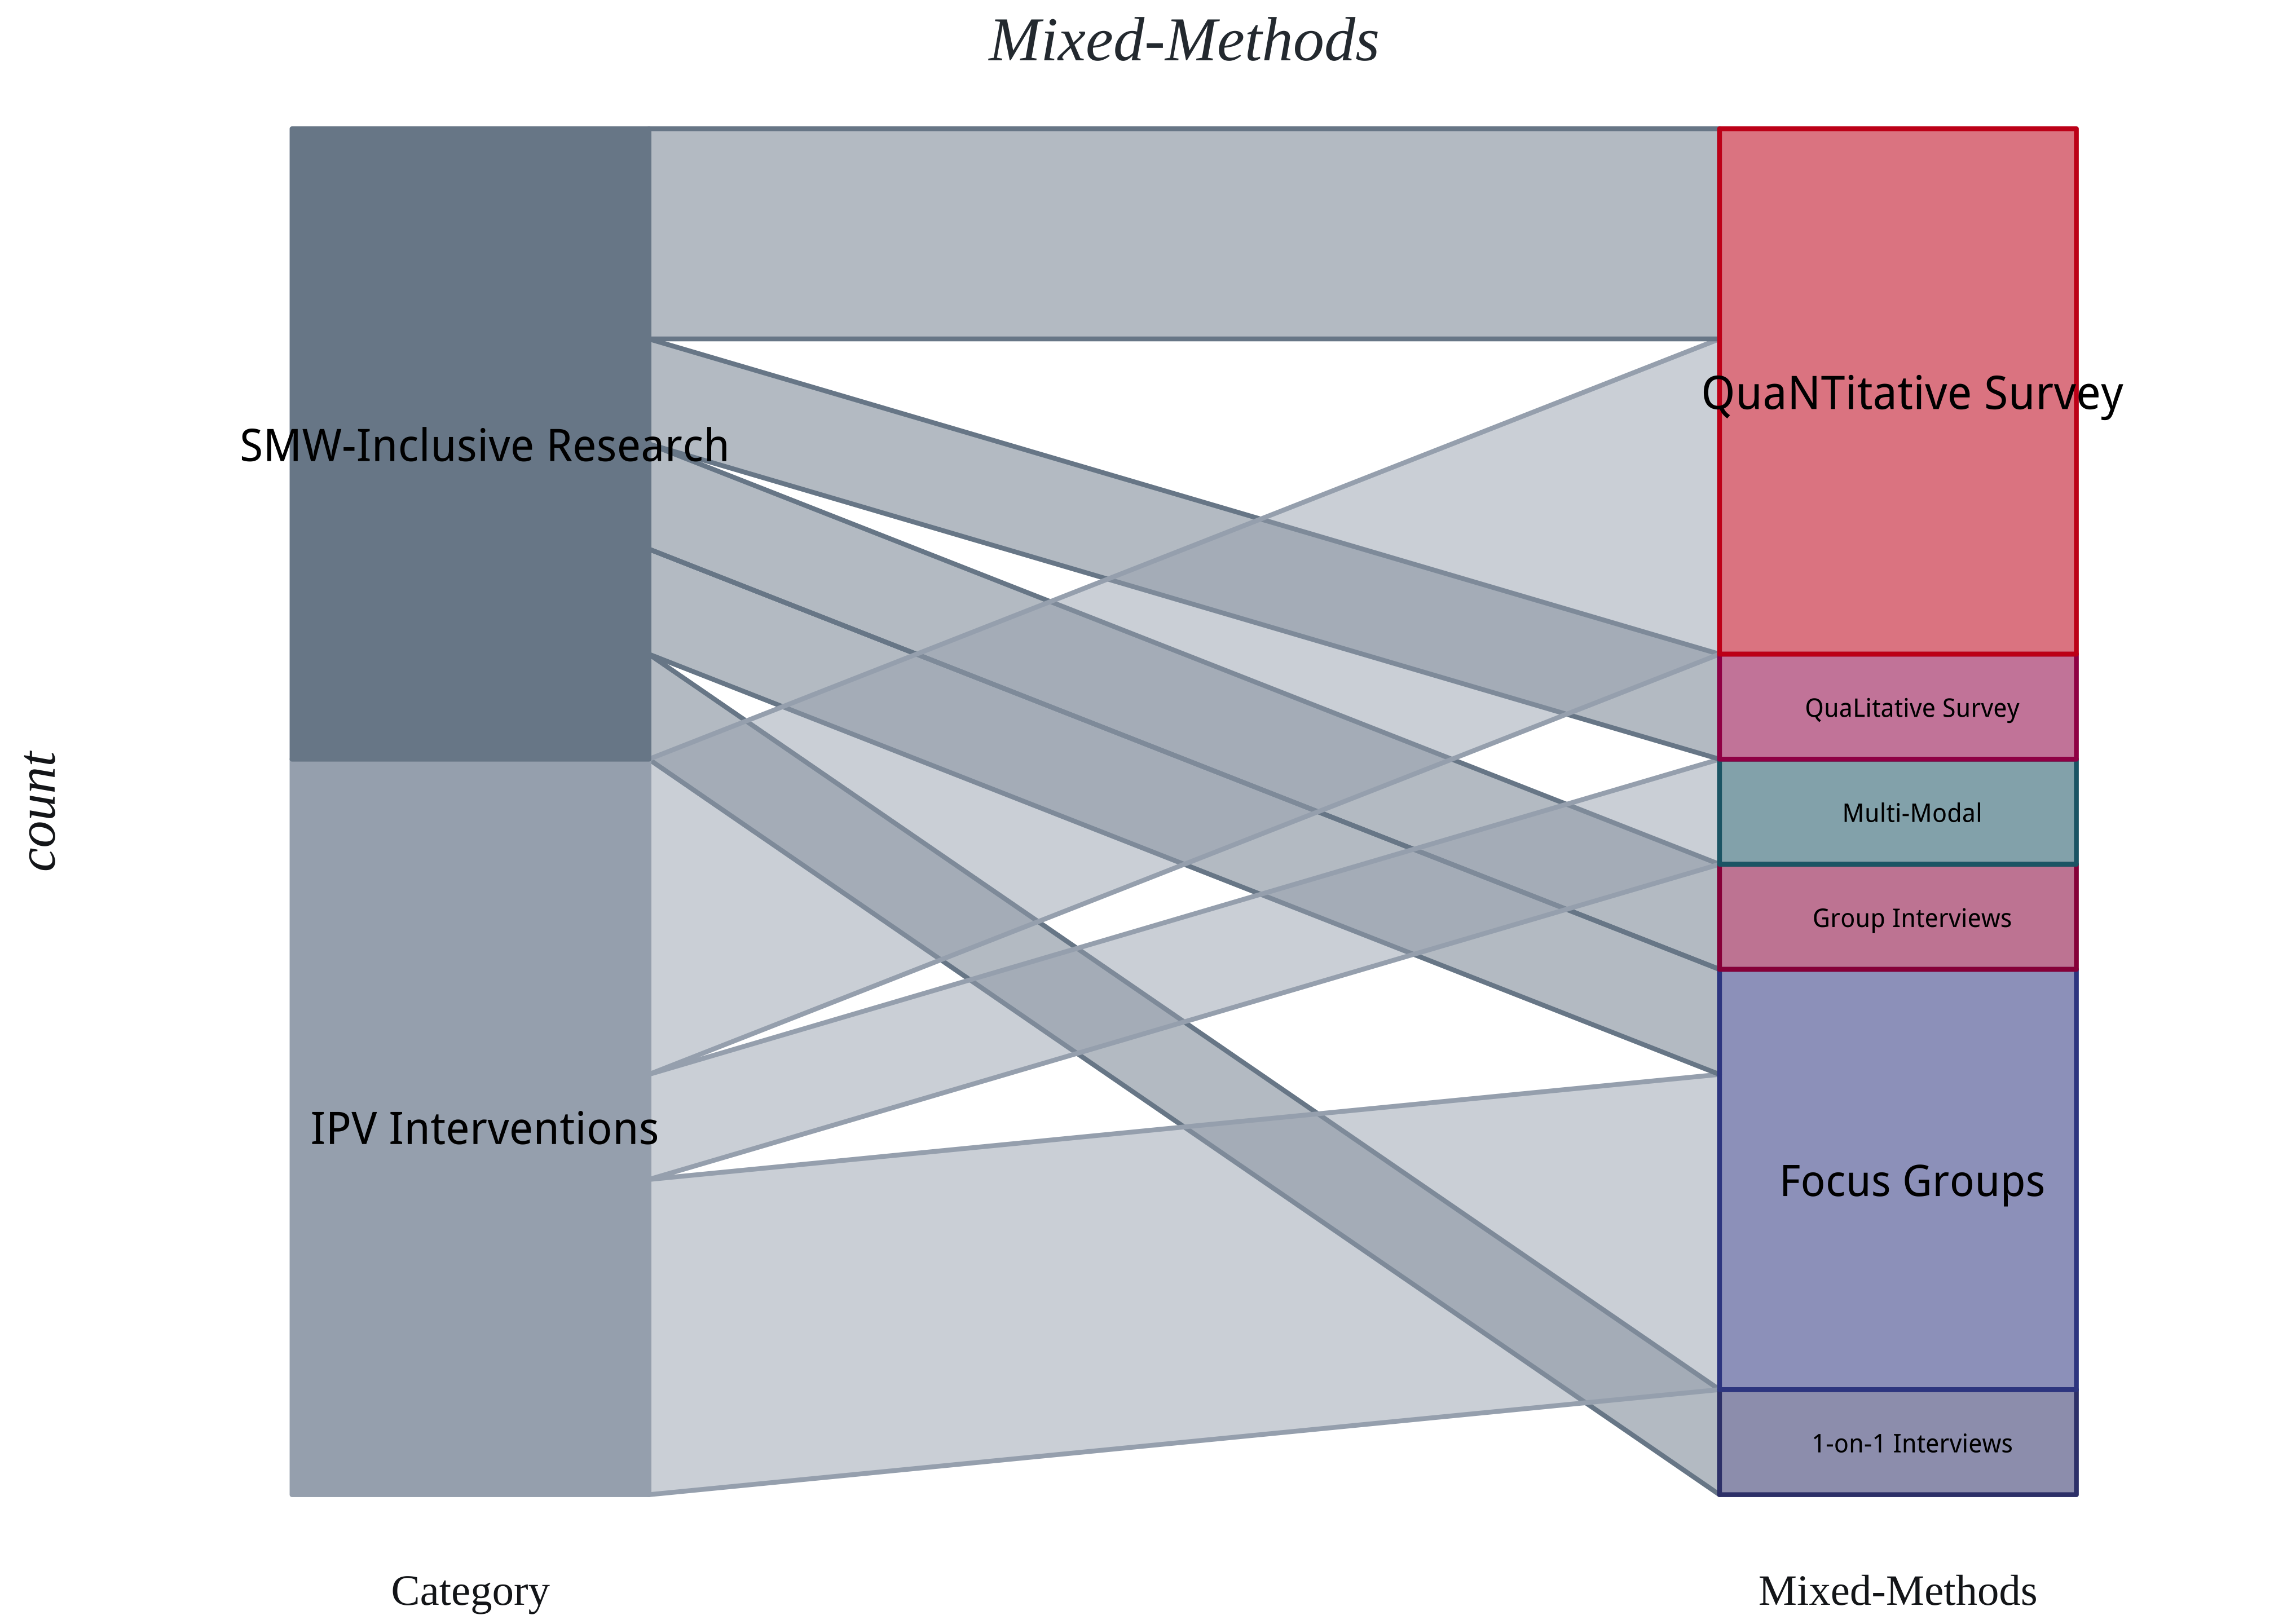 Mixed-Methods
SMW-Inclusive Research
IPV Interventions
QuaNTitative Survey
QuaLitative Survey
Multi-Modal
Group Interviews
Focus Groups
1-on-1 Interviews
count
Category
Mixed-Methods